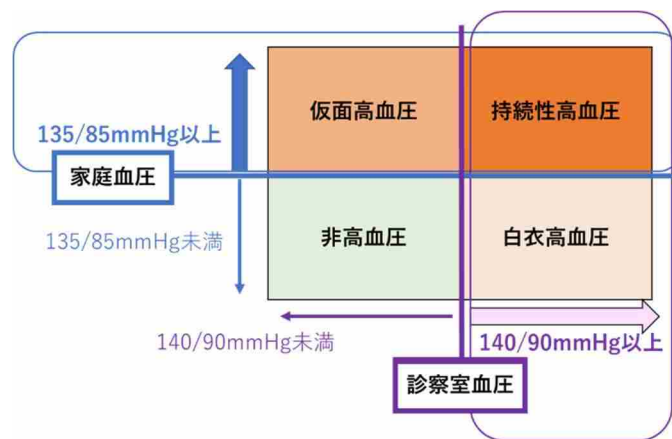 仮面高血圧
持続性高血圧
135/85mmHg以上
家庭血圧
135/85mmHg未満
非高血圧
白衣高血圧
140/90mmHg未満
140/90mmHg以上
診察室血圧